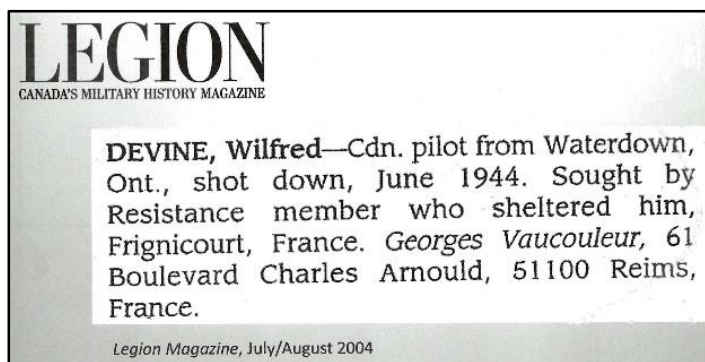 LEGION
CANADA'S MILITARY HISTORY MAGAZINE
DEVINE, Wilfred—Cdn. pilot from Waterdown,
Ont., shot down, June 1944. Sought by
Resistance member who sheltered him,
Frignicourt, France. Georges Vaucouleur, 61
Boulevard Charles Arnould, 51100 Reims,
France.
Legion Magazine, July/August 2004